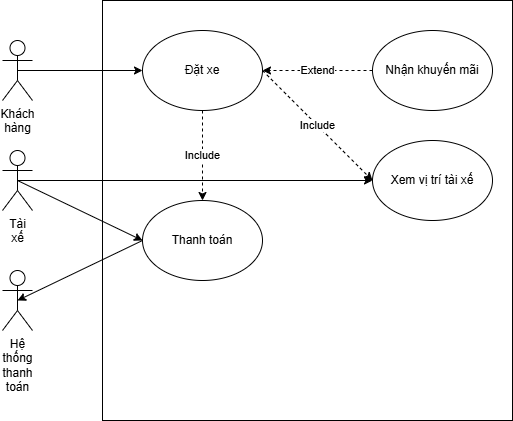 Đặt xe
Extend
Nhận khuyến mãi
Khách
hàng
Include
Include
Xem vị trí tài xế
Tài
xế
Thanh toán
Hệ
thống
thanh
toán